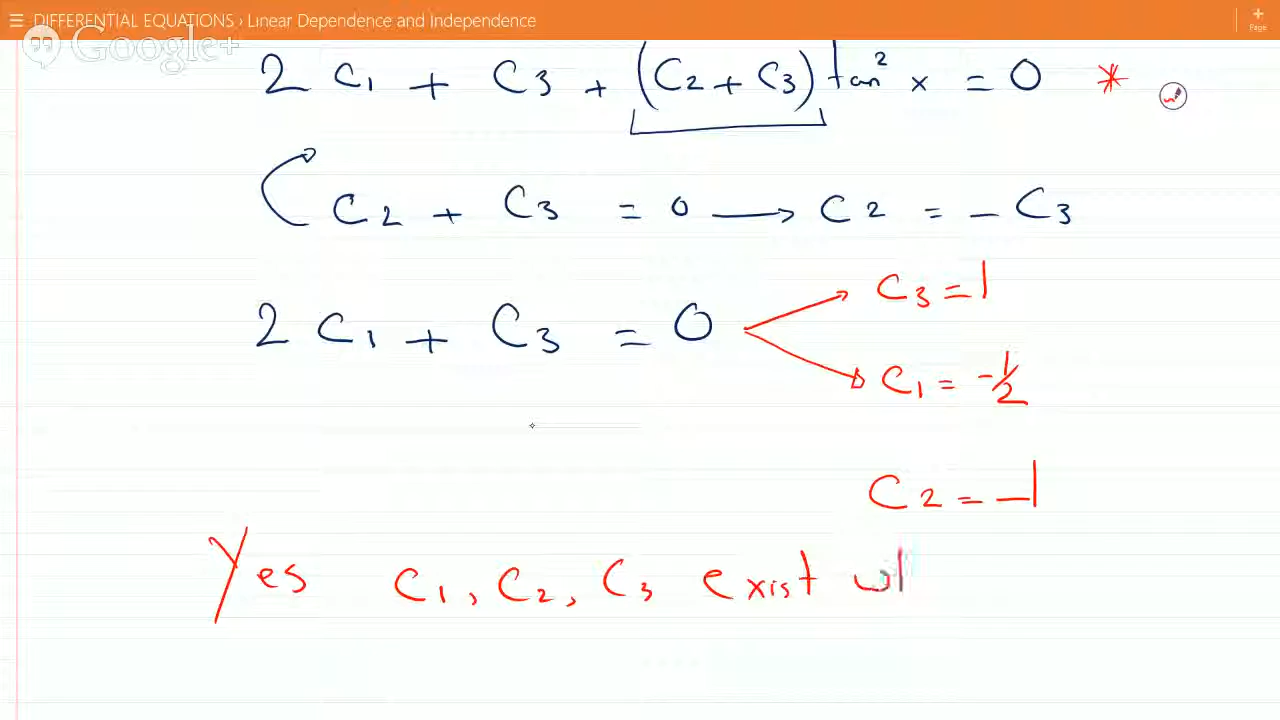 ≡ DIFFERENTIAL EQUATIONS › Linear Dependence and Independence
+ Page
Google+
2 C1 + C3 + (C2 + C3) tan² x = 0 *
C2 + C3 = 0 → C2 = - C3
C3 = 1
2 C1 + C3 = 0
C1 = -1/2
C2 = -1
Yes C1, C2, C3 exist